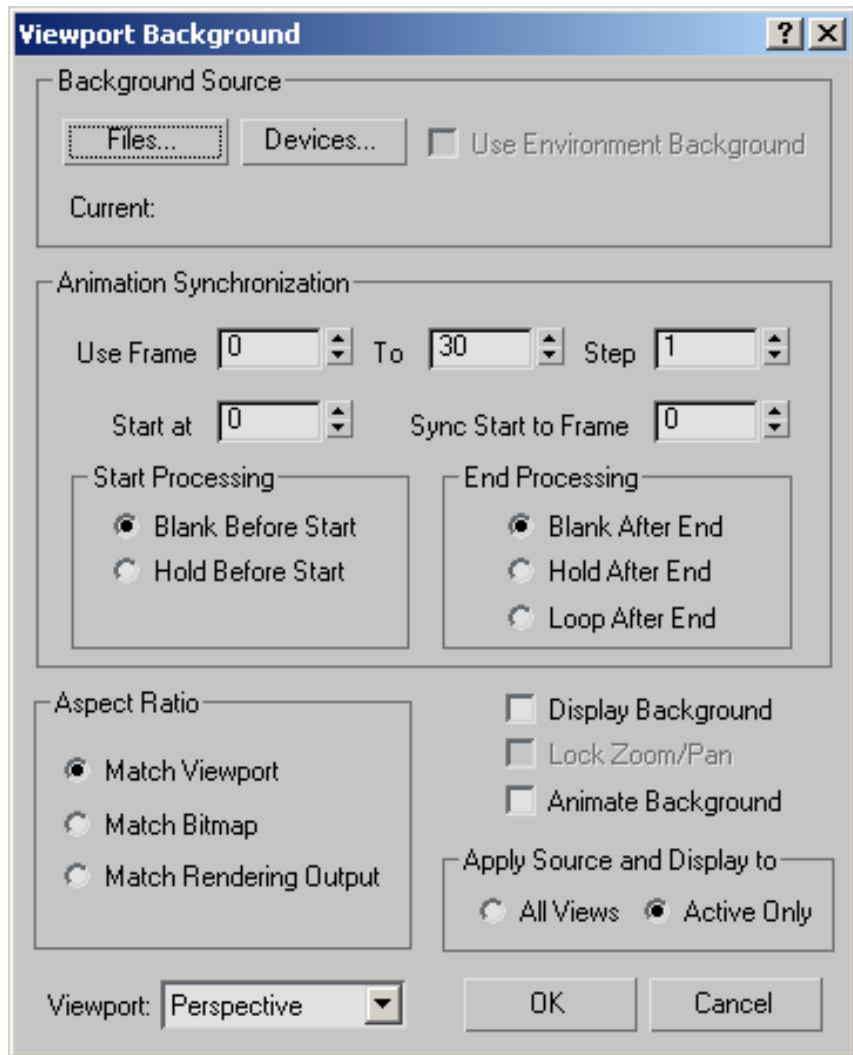 Viewport Background
Background Source
Files... Devices... Use Environment Background
Current:
Animation Synchronization
Use Frame 0 To 30 Step 1
Start at 0 Sync Start to Frame 0
Start Processing
Blank Before Start
Hold Before Start
End Processing
Blank After End
Hold After End
Loop After End
Aspect Ratio
Match Viewport
Match Bitmap
Match Rendering Output
Display Background
Lock Zoom/Pan
Animate Background
Apply Source and Display to
All Views Active Only
Viewport: Perspective
OK Cancel